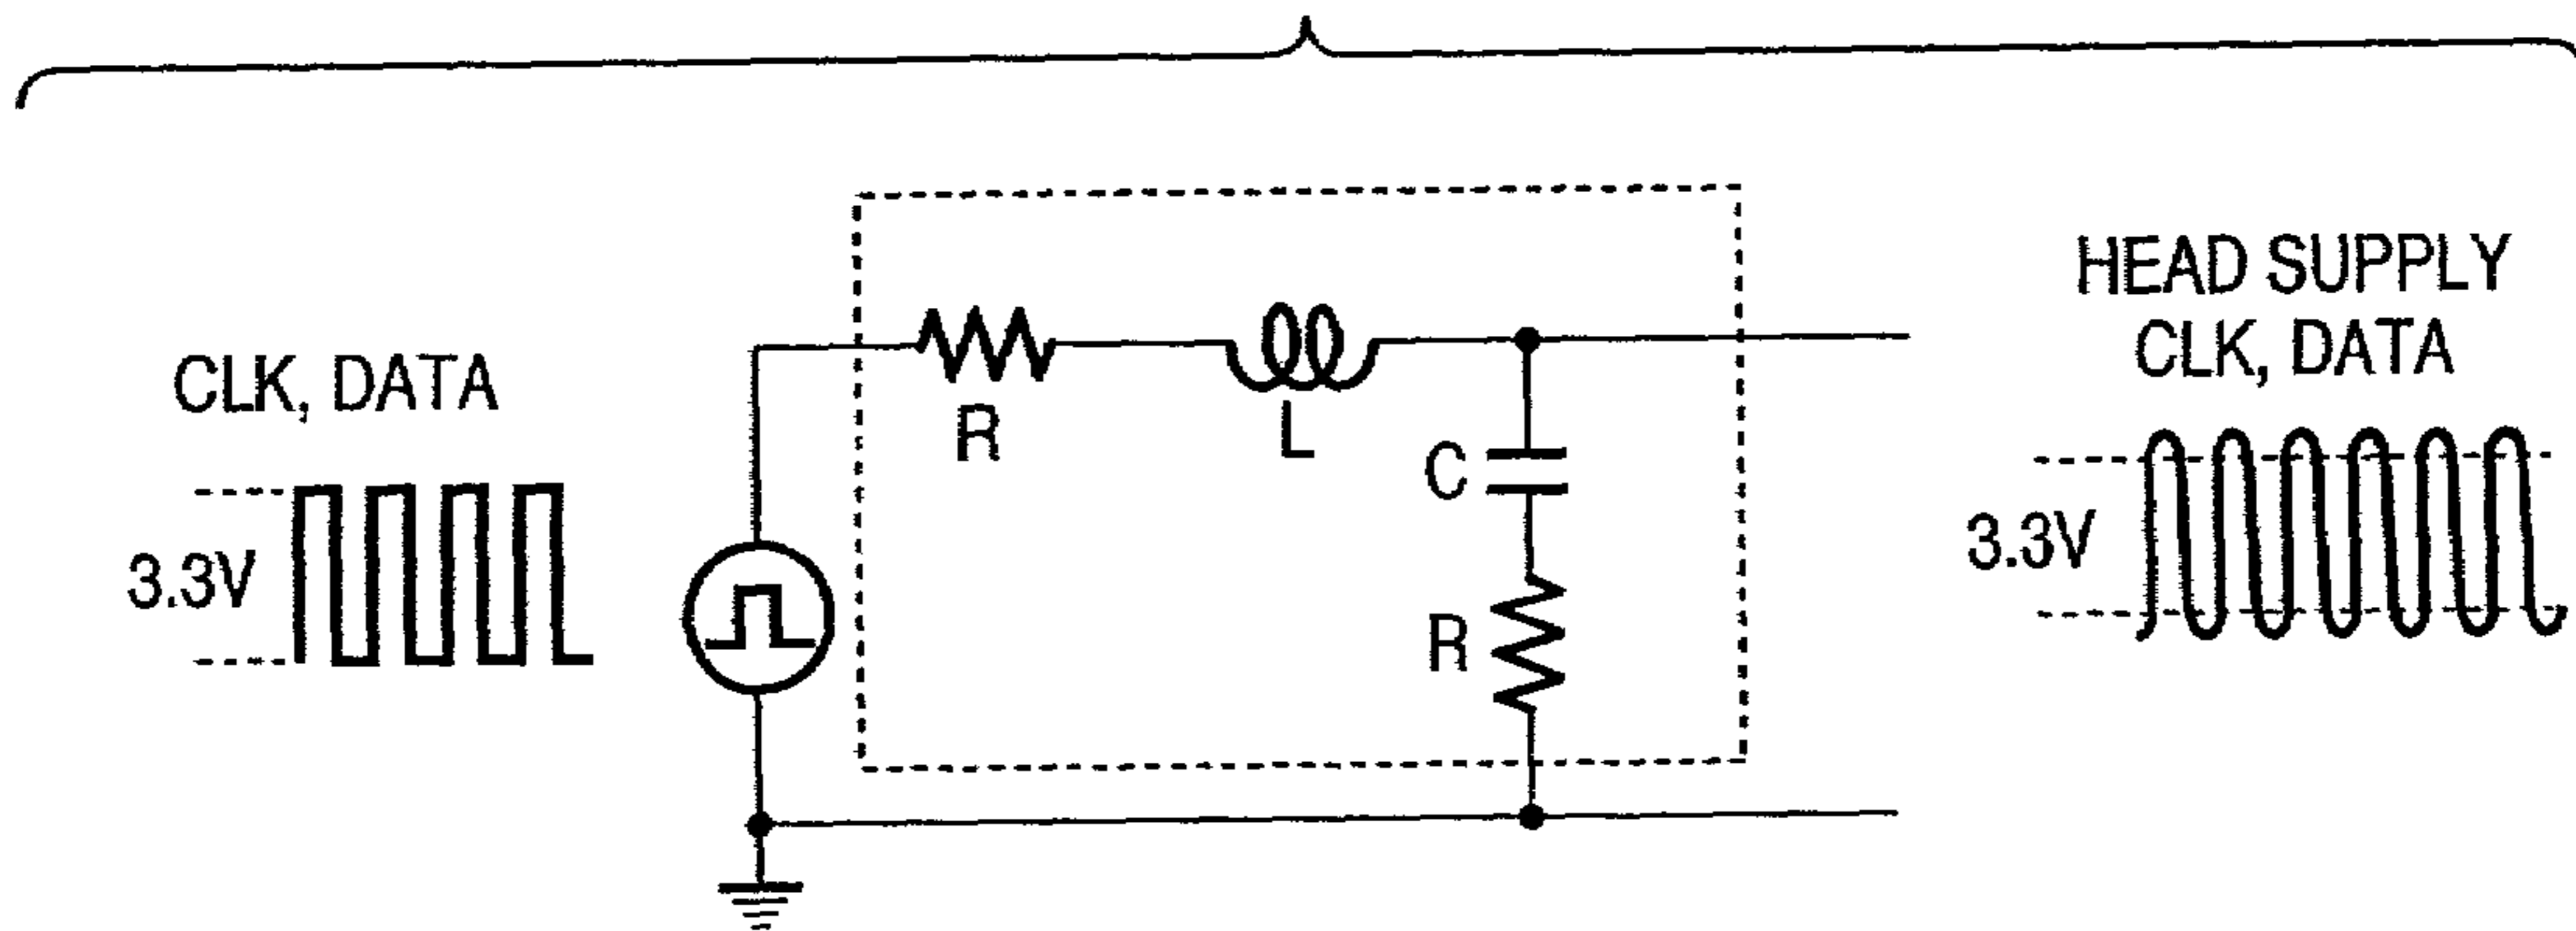 CLK, DATA
3.3V
R
L
C
R
HEAD SUPPLY
CLK, DATA
3.3V